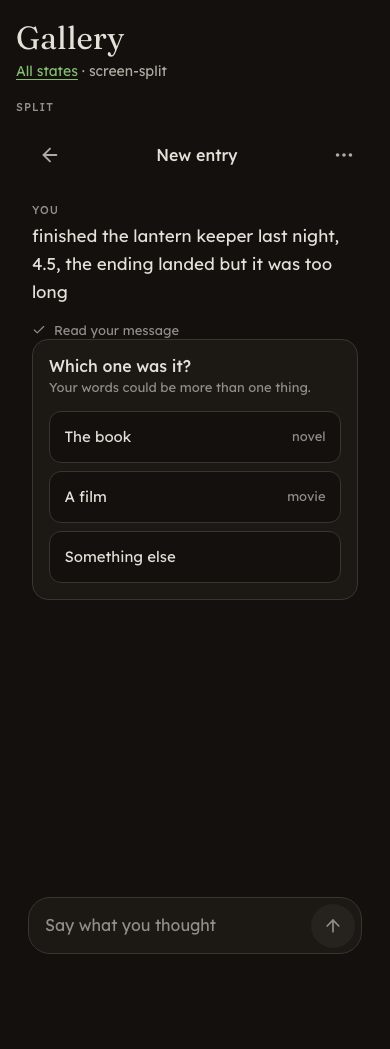 Gallery
All states · screen-split
SPLIT
New entry
YOU
finished the lantern keeper last night,
4.5, the ending landed but it was too
long
Read your message
Which one was it?
Your words could be more than one thing.
The book novel
A film movie
Something else
Say what you thought